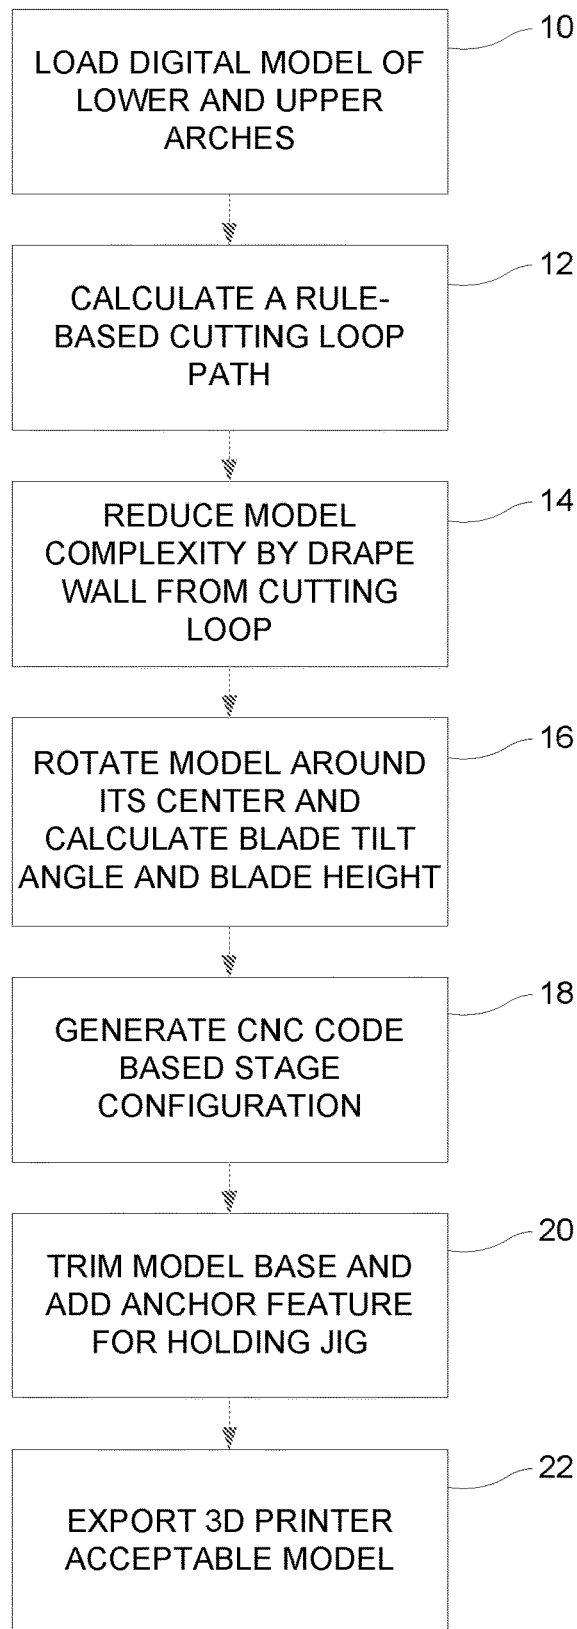 10
LOAD DIGITAL MODEL OF
LOWER AND UPPER
ARCHES
12
CALCULATE A RULE-
BASED CUTTING LOOP
PATH
14
REDUCE MODEL
COMPLEXITY BY DRAPE
WALL FROM CUTTING
LOOP
16
ROTATE MODEL AROUND
ITS CENTER AND
CALCULATE BLADE TILT
ANGLE AND BLADE HEIGHT
18
GENERATE CNC CODE
BASED STAGE
CONFIGURATION
20
TRIM MODEL BASE AND
ADD ANCHOR FEATURE
FOR HOLDING JIG
22
EXPORT 3D PRINTER
ACCEPTABLE MODEL